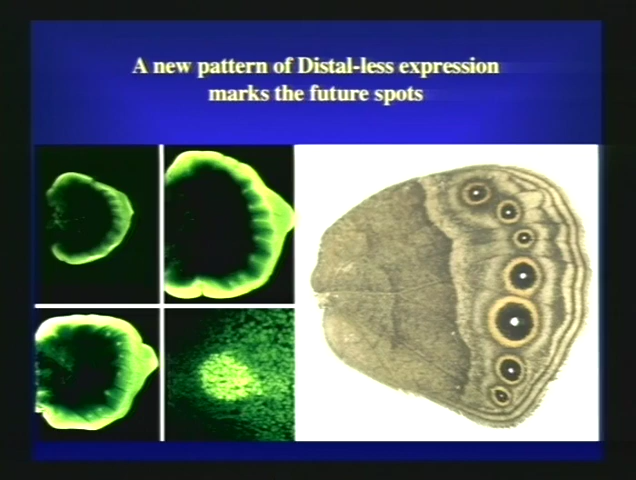 A new pattern of Distal-less expression
marks the future spots